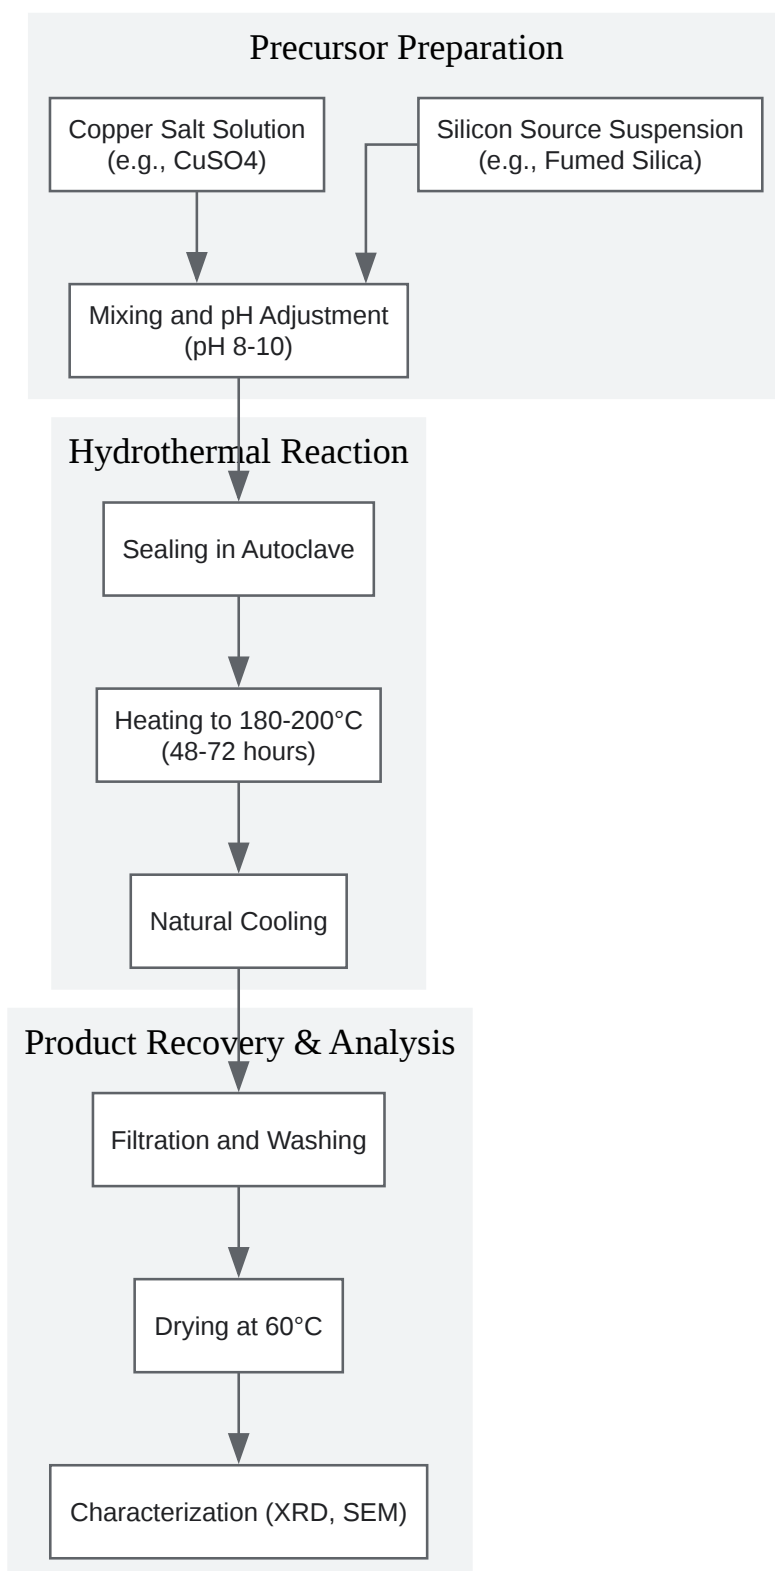 Precursor Preparation
Copper Salt Solution
(e.g., CuSO4)
Silicon Source Suspension
(e.g., Fumed Silica)
Mixing and pH Adjustment
(pH 8-10)
Hydrothermal Reaction
Sealing in Autoclave
Heating to 180-200°C
(48-72 hours)
Natural Cooling
Product Recovery & Analysis
Filtration and Washing
Drying at 60°C
Characterization (XRD, SEM)